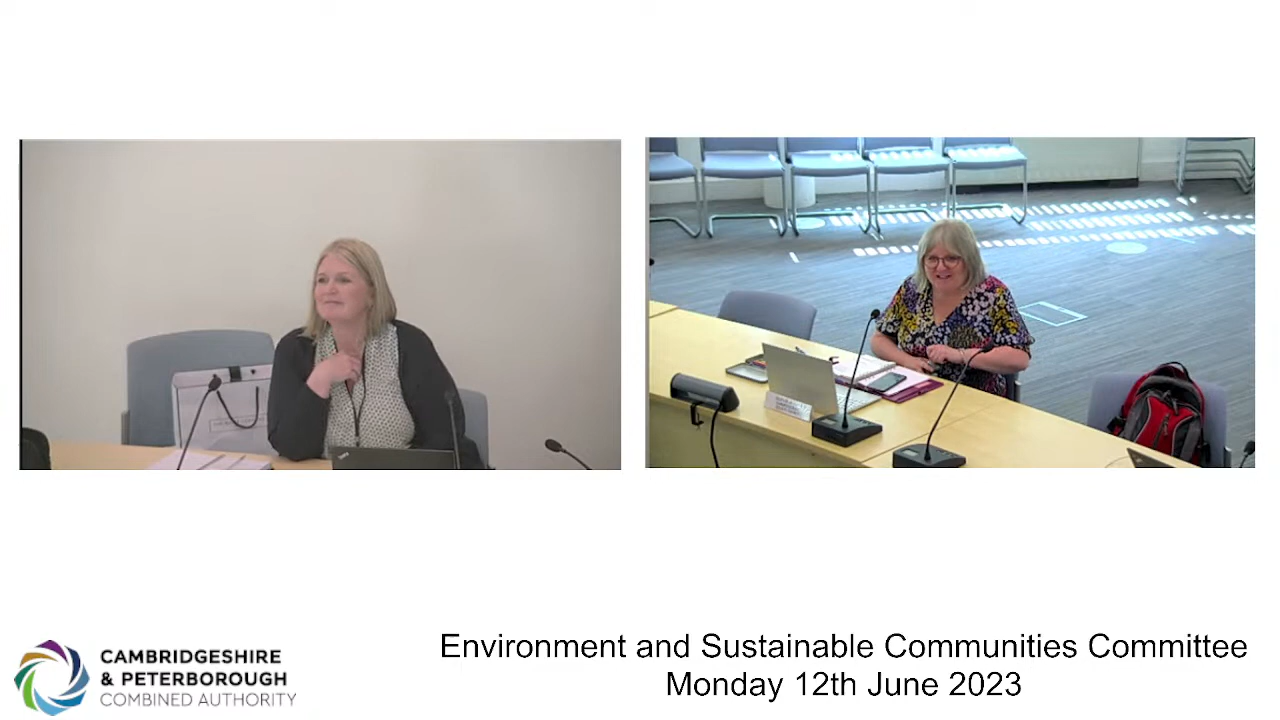 CAMBRIDGESHIRE
& PETERBOROUGH
COMBINED AUTHORITY
Environment and Sustainable Communities Committee
Monday 12th June 2023